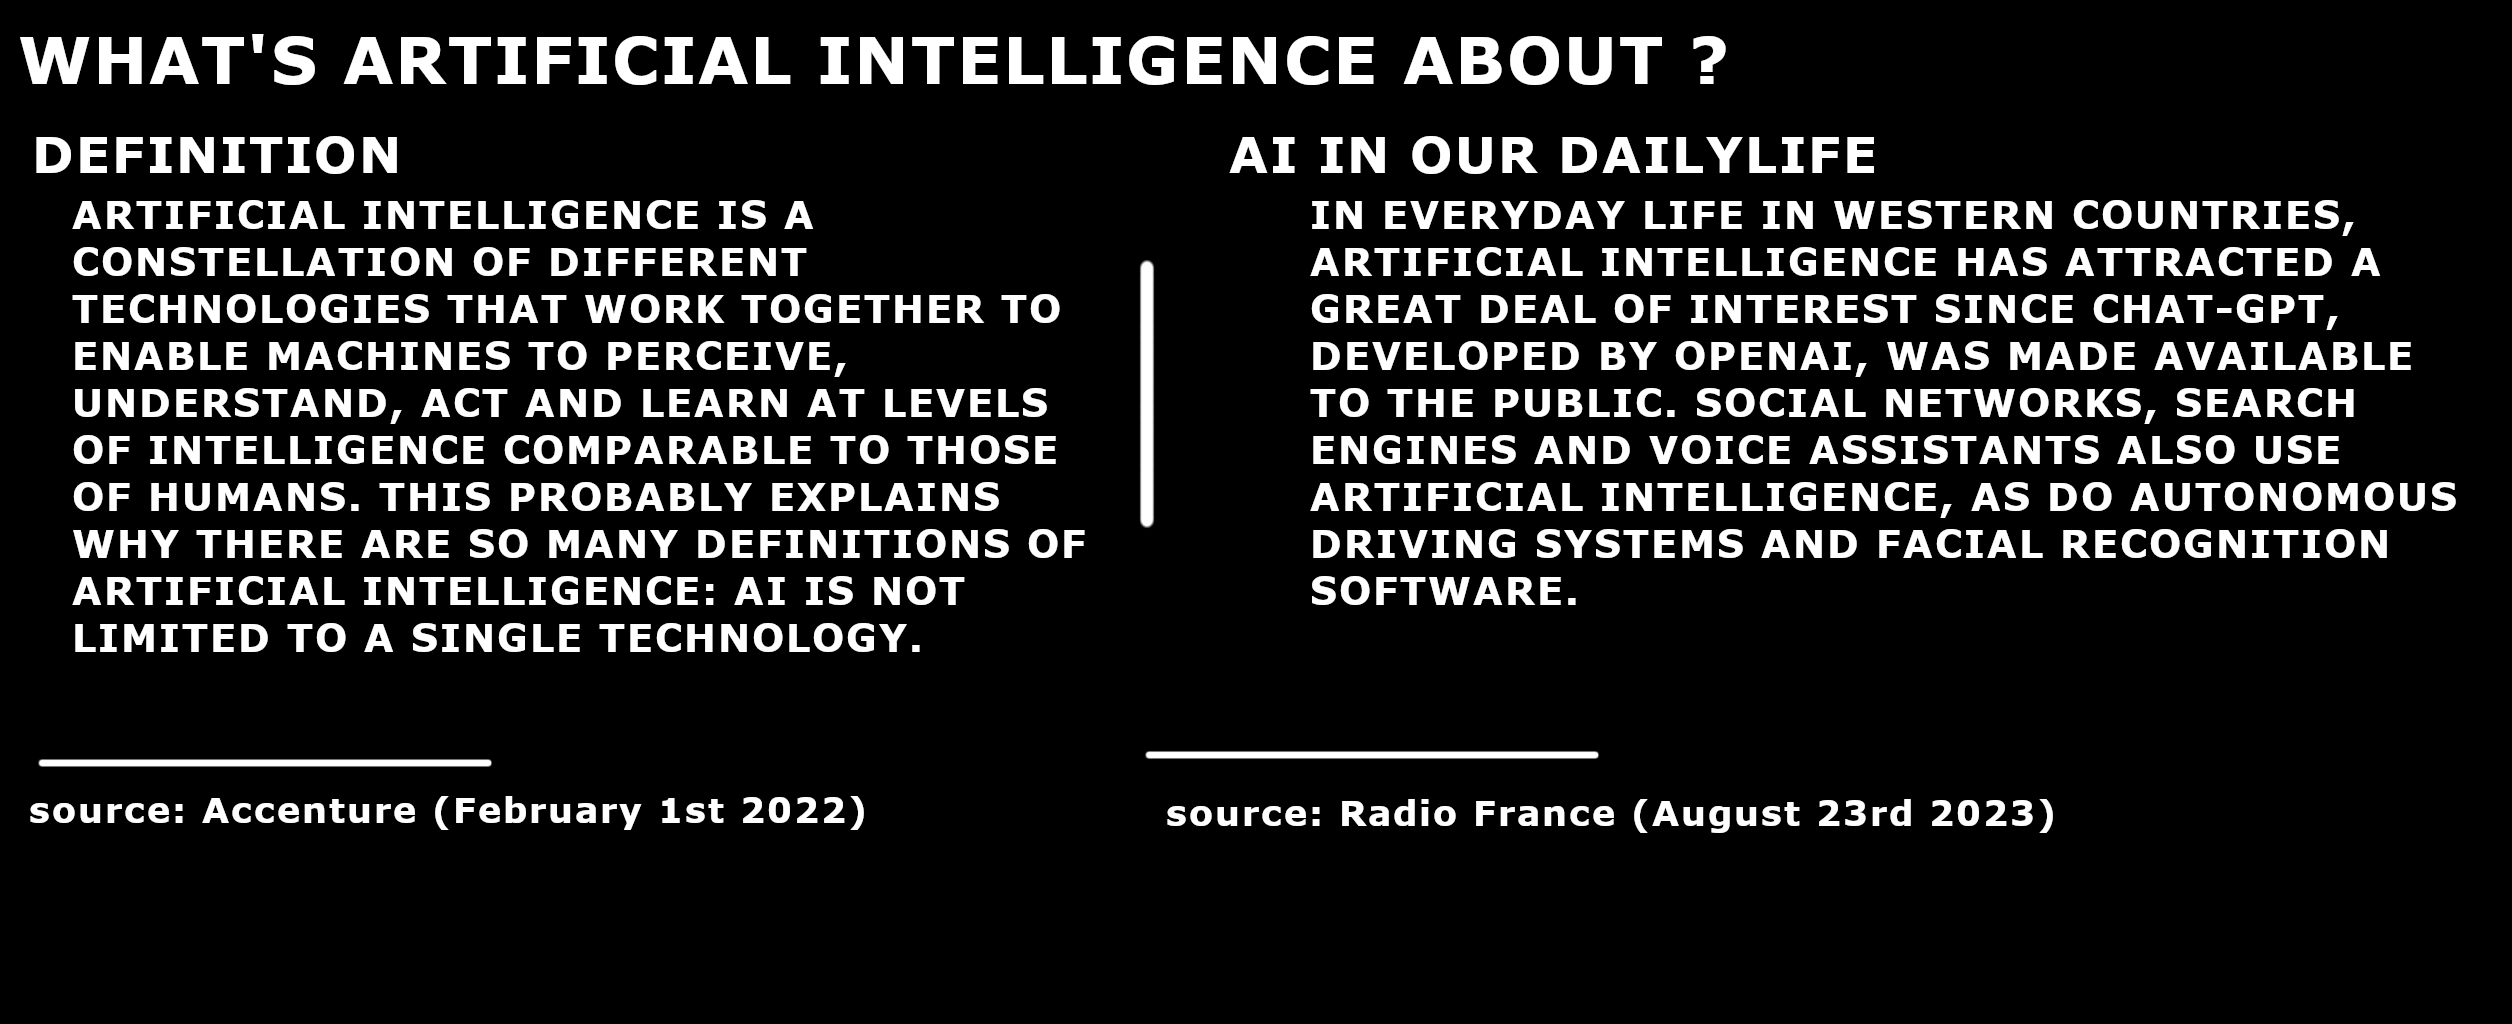 WHAT'S ARTIFICIAL INTELLIGENCE ABOUT ?
DEFINITION
ARTIFICIAL INTELLIGENCE IS A
CONSTELLATION OF DIFFERENT
TECHNOLOGIES THAT WORK TOGETHER TO
ENABLE MACHINES TO PERCEIVE,
UNDERSTAND, ACT AND LEARN AT LEVELS
OF INTELLIGENCE COMPARABLE TO THOSE
OF HUMANS. THIS PROBABLY EXPLAINS
WHY THERE ARE SO MANY DEFINITIONS OF
ARTIFICIAL INTELLIGENCE: AI IS NOT
LIMITED TO A SINGLE TECHNOLOGY.
source: Accenture (February 1st 2022)
AI IN OUR DAILYLIFE
IN EVERYDAY LIFE IN WESTERN COUNTRIES,
ARTIFICIAL INTELLIGENCE HAS ATTRACTED A
GREAT DEAL OF INTEREST SINCE CHAT-GPT,
DEVELOPED BY OPENAI, WAS MADE AVAILABLE
TO THE PUBLIC. SOCIAL NETWORKS, SEARCH
ENGINES AND VOICE ASSISTANTS ALSO USE
ARTIFICIAL INTELLIGENCE, AS DO AUTONOMOUS
DRIVING SYSTEMS AND FACIAL RECOGNITION
SOFTWARE.
source: Radio France (August 23rd 2023)